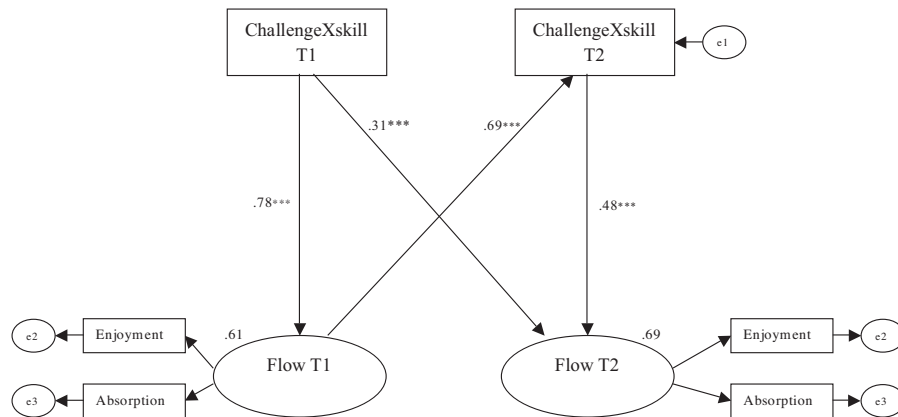 ChallengeXskill
T1
ChallengeXskill
T2
e1
.31***
.69***
.78***
.48***
e2
Enjoyment
.61
Flow T1
e3
Absorption
Flow T2
.69
Enjoyment
e2
Absorption
e3